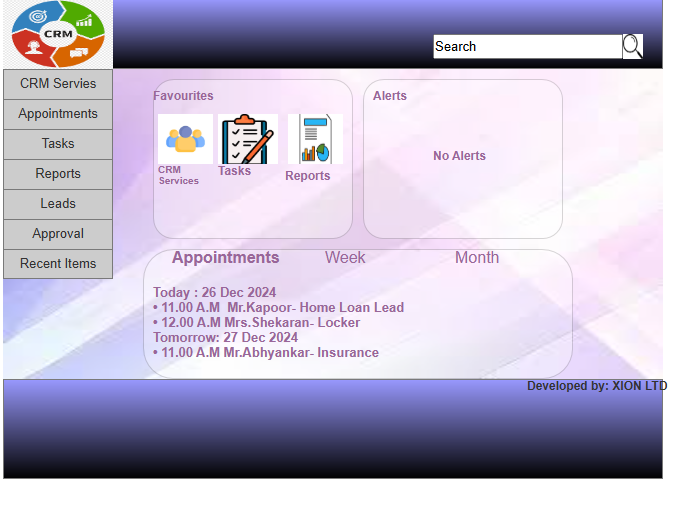 CRM
Search
CRM Servies
Appointments
Tasks
Reports
Leads
Approval
Recent Items
Favourites
CRM
Services
Tasks
Reports
Alerts
No Alerts
Appointments Week Month
Today : 26 Dec 2024
• 11.00 A.M Mr.Kapoor- Home Loan Lead
• 12.00 A.M Mrs.Shekaran- Locker
Tomorrow: 27 Dec 2024
• 11.00 A.M Mr.Abhyankar- Insurance
Developed by: XION LTD